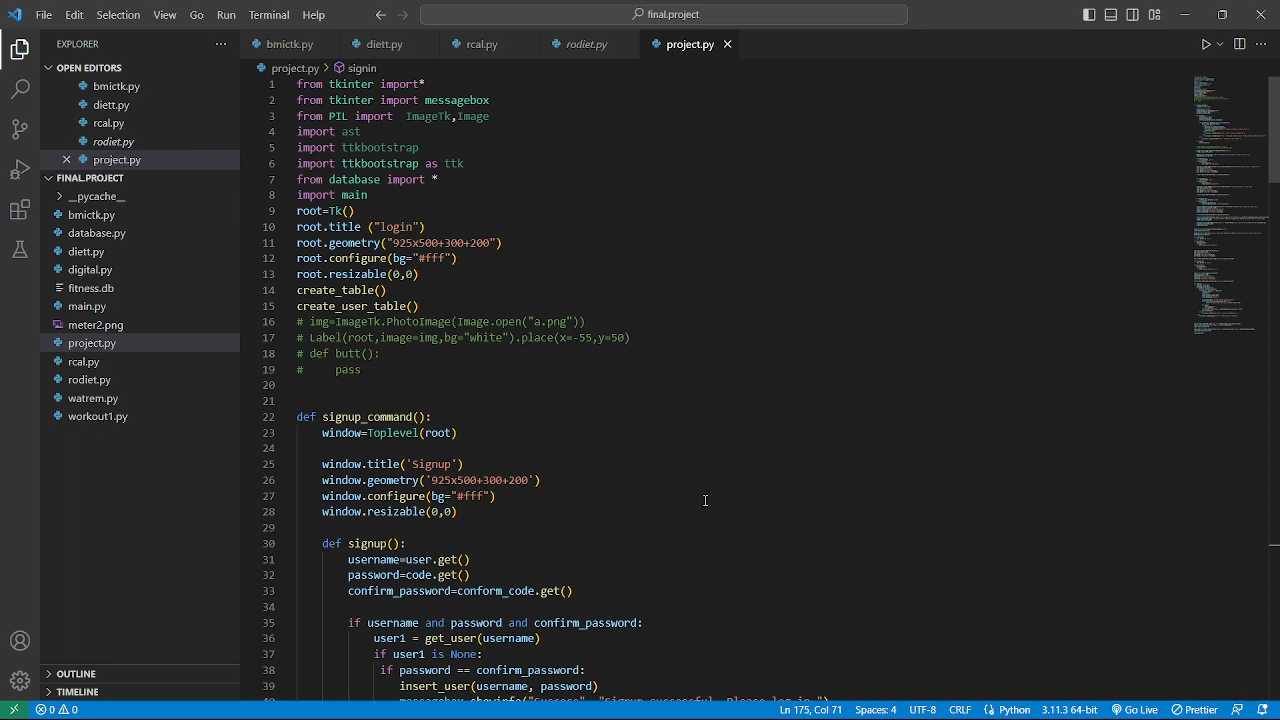 File Edit Selection View Go Run Terminal Help
final.project
EXPLORER
OPEN EDITORS
bmictk.py
diett.py
rcal.py
rodiet.py
project.py
FINAL.PROJECT
__pycache__
bmictk.py
database.py
diett.py
digital.py
fitness.db
main.py
meter2.png
project.py
rcal.py
rodiet.py
watrem.py
workout1.py
OUTLINE
TIMELINE
bmictk.py diett.py rcal.py rodiet.py project.py
project.py > signin
1 from tkinter import*
2 from tkinter import messagebox
3 from PIL import  ImageTk,Image
4 import ast
5 import ttkbootstrap
6 import ttkbootstrap as ttk
7 from database import *
8 import main
9 root=Tk()
10 root.title ("login")
11 root.geometry("925x500+300+200")
12 root.configure(bg="#fff")
13 root.resizable(0,0)
14 create_table()
15 create_user_table()
16 # img=ImageTk.PhotoImage(Image.open("a.png"))
17 # Label(root,image=img,bg="white").place(x=-55,y=50)
18 # def butt():
19 #     pass
20
21
22 def signup_command():
23     window=Toplevel(root)
24
25     window.title('Signup')
26     window.geometry('925x500+300+200')
27     window.configure(bg="#fff")
28     window.resizable(0,0)
29
30     def signup():
31         username=user.get()
32         password=code.get()
33         confirm_password=conform_code.get()
34
35         if username and password and confirm_password:
36             user1 = get_user(username)
37             if user1 is None:
38              if password == confirm_password:
39                 insert_user(username, password)
0 0
Ln 175, Col 71 Spaces: 4 UTF-8 CRLF Python 3.11.3 64-bit Go Live Prettier